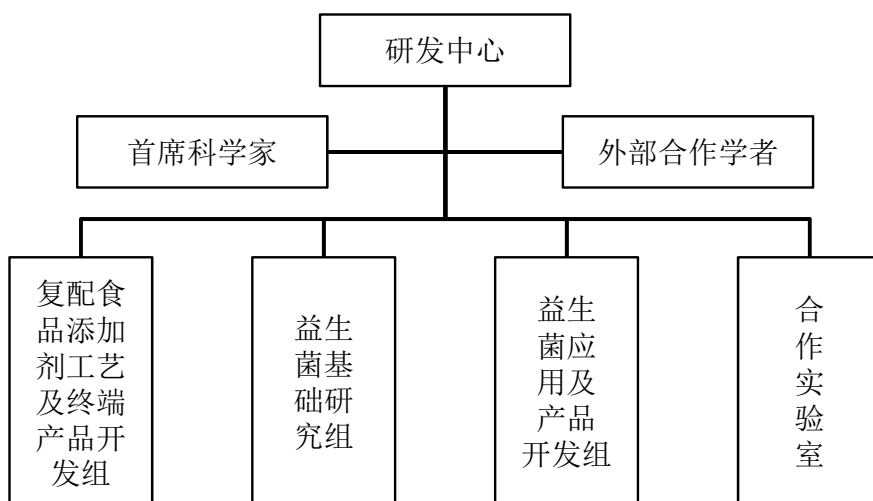 研发中心
首席科学家
外部合作学者
复配食
品添加
剂工艺
及终端
产品开
发组
益生
菌基
础研
究组
益生
菌应
用及
产品
开发组
合
作
实
验
室